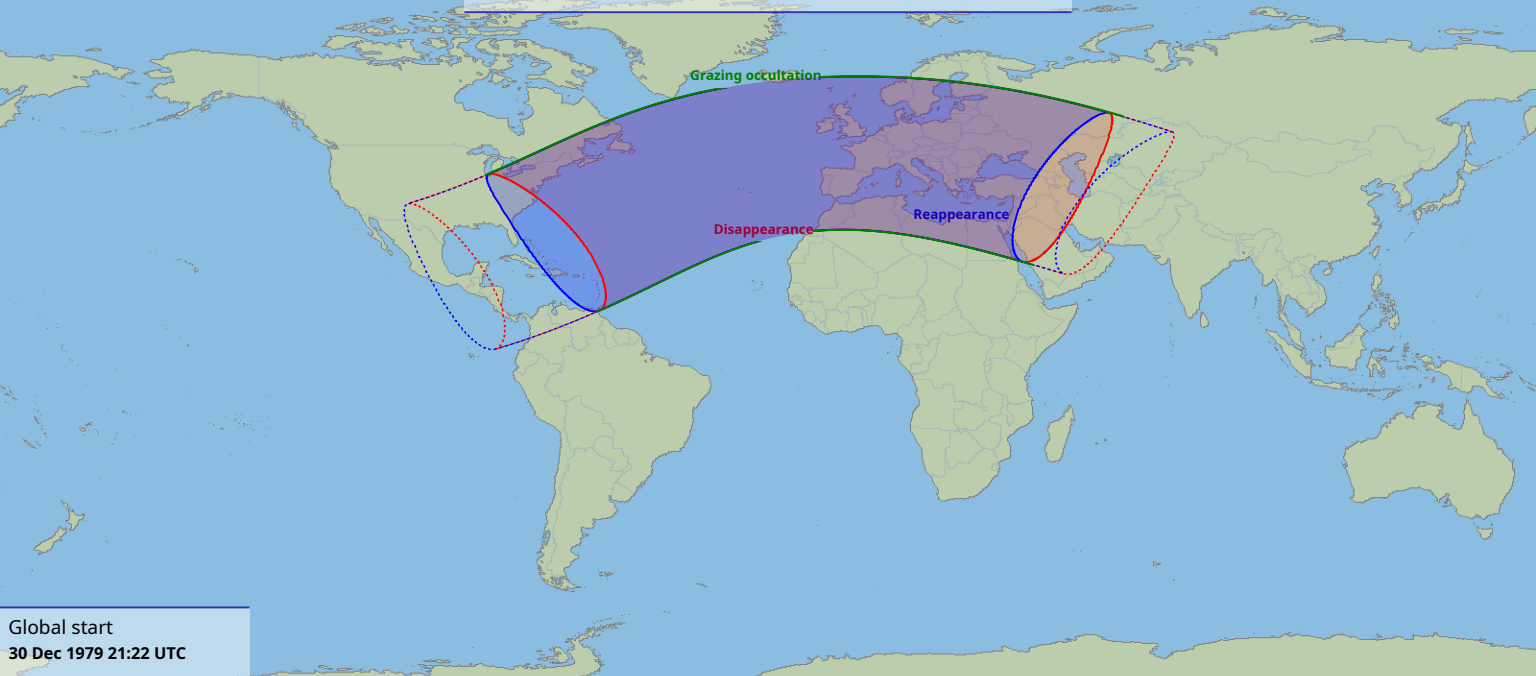 Grazing occultation
Reappearance
Disappearance
Global start
30 Dec 1979 21:22 UTC